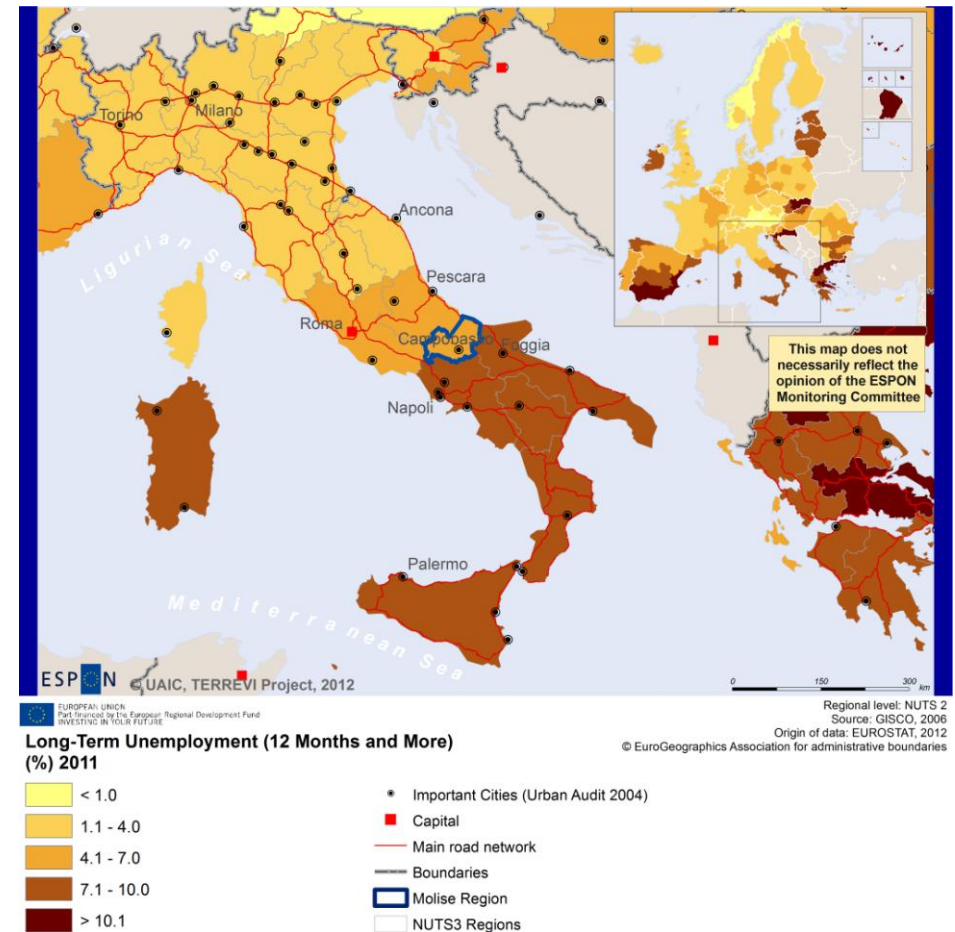 Torino
Milano
Ancona
Ligurian Sea
Pescara
Roma
Campobasso
Foggia
Napoli
This map does not
necessarily reflect the
opinion of the ESPON
Monitoring Committee
Palermo
Mediterranean Sea
ESPON
© UAIC, TERREVI Project, 2012
0 150 300
km
EUROPEAN UNION
Part-financed by the European Regional Development Fund
INVESTING IN YOUR FUTURE
Regional level: NUTS 2
Source: GISCO, 2006
Origin of data: EUROSTAT, 2012
© EuroGeographics Association for administrative boundaries
Long-Term Unemployment (12 Months and More)
(%) 2011
< 1.0
1.1 - 4.0
4.1 - 7.0
7.1 - 10.0
> 10.1
Important Cities (Urban Audit 2004)
Capital
Main road network
Boundaries
Molise Region
NUTS3 Regions